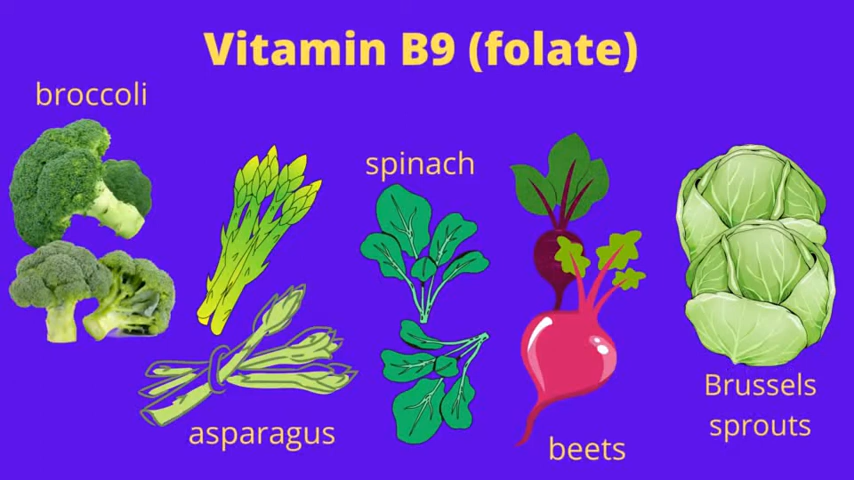 Vitamin B9 (folate)
broccoli
spinach
asparagus
beets
Brussels
sprouts